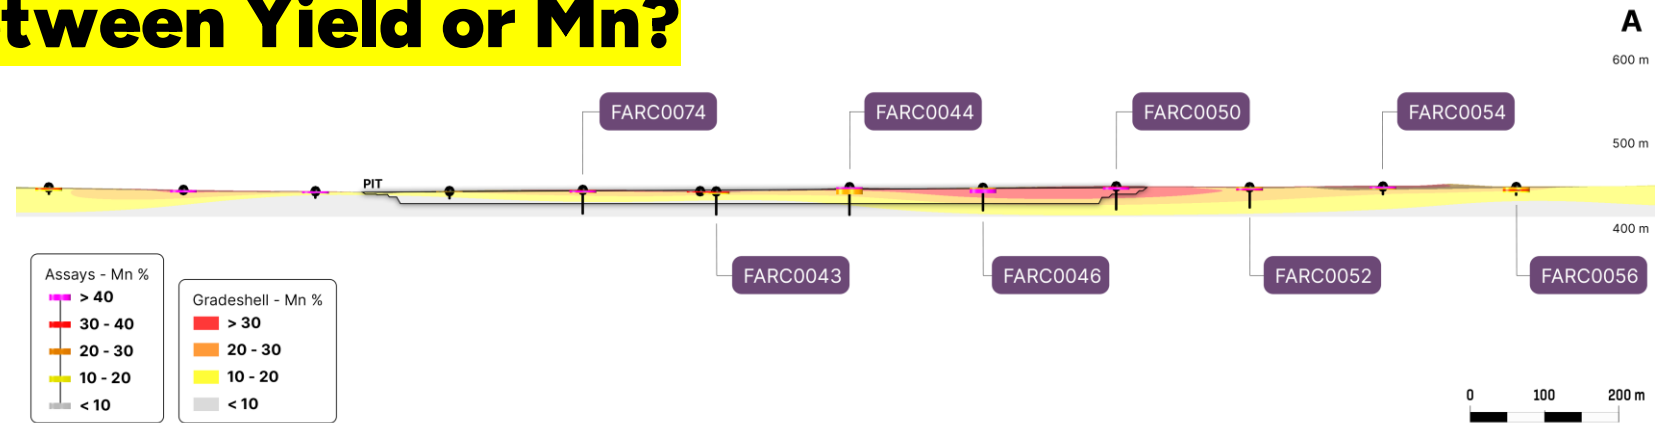 tween Yield or Mn?
A
600 m
FARC0074
FARC0044
FARC0050
FARC0054
500 m
PIT
400 m
FARC0043
FARC0046
FARC0052
FARC0056
Assays - Mn %
> 40
30 - 40
20 - 30
10 - 20
< 10
Gradeshell - Mn %
> 30
20 - 30
10 - 20
< 10
0 100 200 m